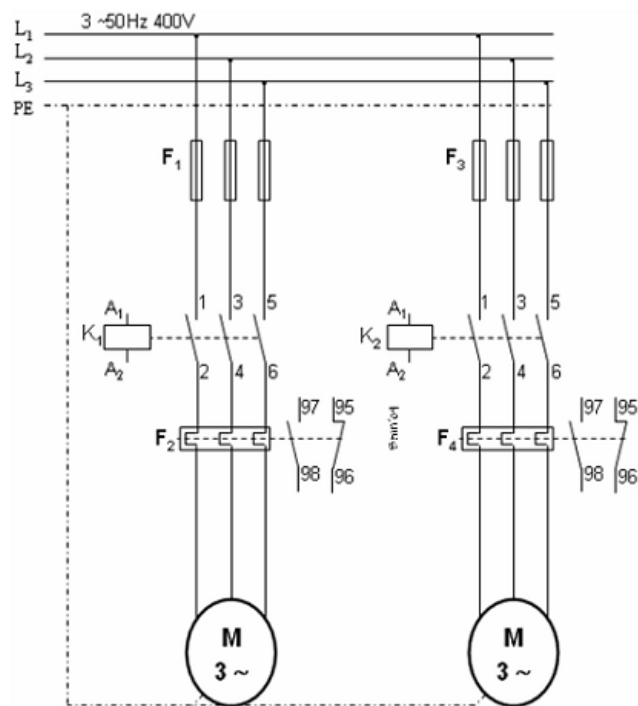 L₁ 3 ~50Hz 400V
L₂
L₃
PE
F₁ F₃
1 3 5 1 3 5
A₁ A₁
K₁ K₂
A₂ A₂
2 4 6 2 4 6
97 95 97 95
F₂ F₄
98 96 98 96
M M
3 ~ 3 ~